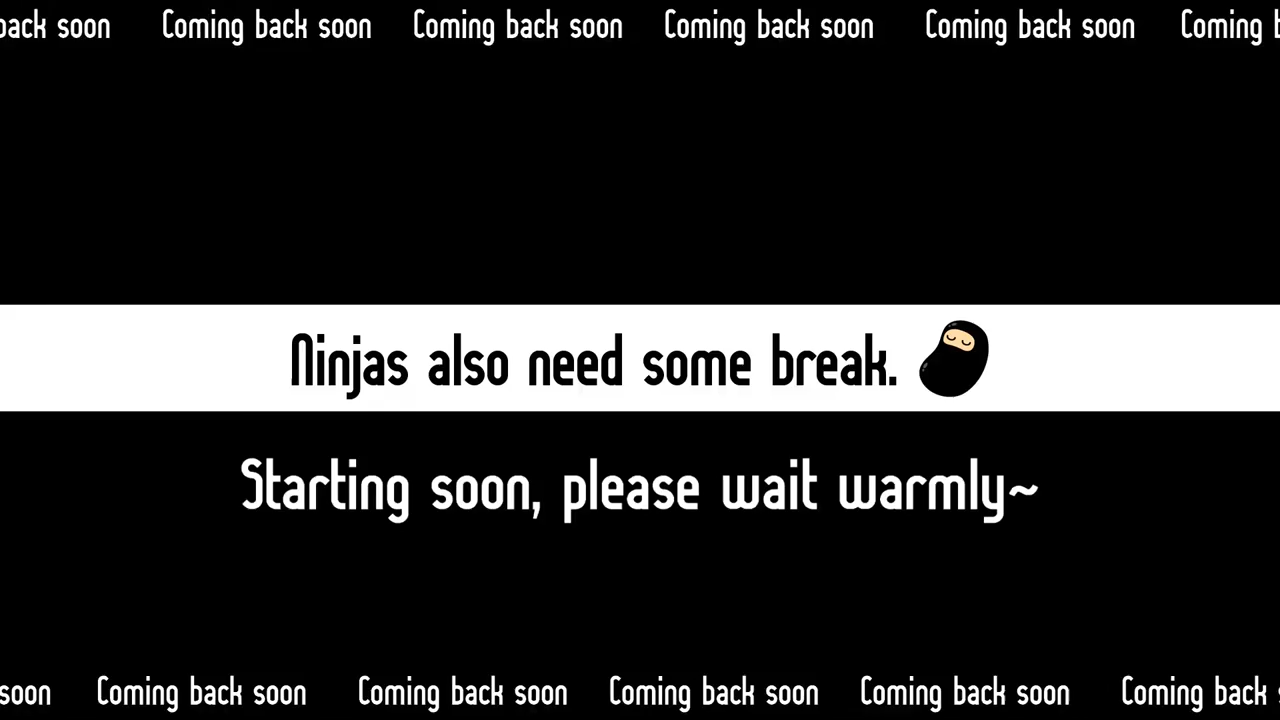 back soon Coming back soon Coming back soon Coming back soon Coming back soon Coming
Ninjas also need some break.
Starting soon, please wait warmly~
soon Coming back soon Coming back soon Coming back soon Coming back soon Coming back